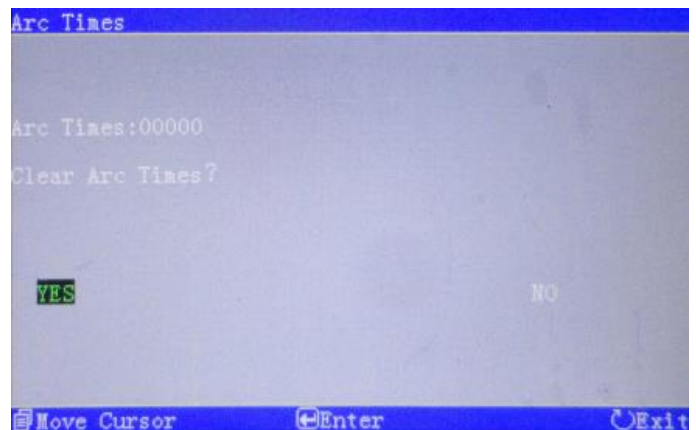 Arc Times
Arc Times:00000
Clear Arc Times?
YES NO
Move Cursor Enter Exit